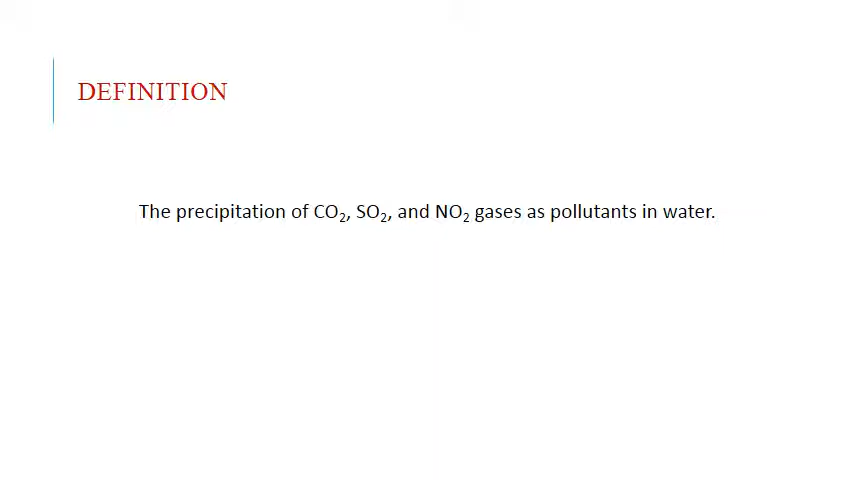 DEFINITION
The precipitation of CO₂, SO₂, and NO₂ gases as pollutants in water.